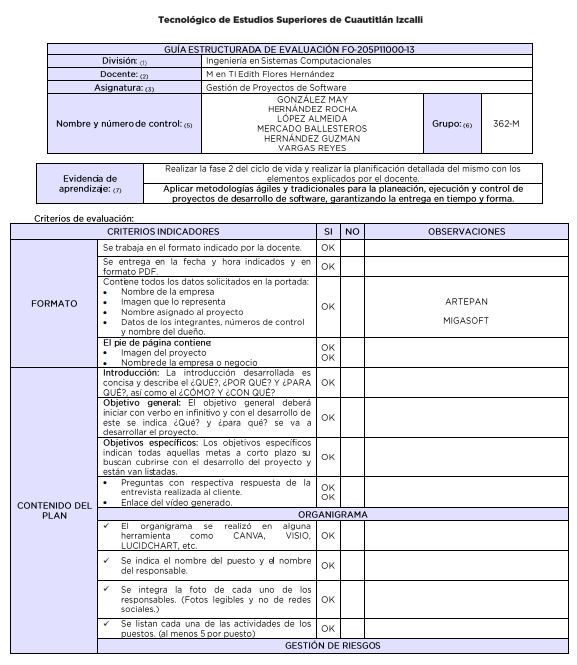 Tecnológico de Estudios Superiores de Cuautitlán Izcalli
GUÍA ESTRUCTURADA DE EVALUACIÓN FO-205P11000-13
División: (1) Ingeniería en Sistemas Computacionales
Docente: (2) M en TI Edith Flores Hernández
Asignatura: (3) Gestión de Proyectos de Software
Nombre y número de control: (5)
GONZÁLEZ MAY
HERNÁNDEZ ROCHA
LÓPEZ ALMEIDA
MERCADO BALLESTEROS
HERNÁNDEZ GUZMAN
VARGAS REYES
Grupo: (6) 362-M
Evidencia de
aprendizaje: (7)
Realizar la fase 2 del ciclo de vida y realizar la planificación detallada del mismo con los
elementos explicados por el docente.
Aplicar metodologías ágiles y tradicionales para la planeación, ejecución y control de
proyectos de desarrollo de software, garantizando la entrega en tiempo y forma.
Criterios de evaluación:
CRITERIOS INDICADORES SI NO OBSERVACIONES
FORMATO
Se trabaja en el formato indicado por la docente. OK
Se entrega en la fecha y hora indicados y en
formato PDF. OK
Contiene todos los datos solicitados en la portada:
• Nombre de la empresa
• Imagen que lo representa
• Nombre asignado al proyecto
• Datos de los integrantes, números de control
y nombre del dueño.
OK
ARTEPAN
MIGASOFT
El pie de página contiene
• Imagen del proyecto OK
• Nombre de la empresa o negocio OK
CONTENIDO DEL
PLAN
Introducción: La introducción desarrollada es
concisa y describe el ¿QUÉ?, ¿POR QUÉ? Y ¿PARA
QUÉ?, así como el ¿CÓMO? Y ¿CON QUÉ?
OK
Objetivo general: El objetivo general deberá
iniciar con verbo en infinitivo y con el desarrollo de
este se indica ¿Qué? y ¿para qué? se va a
desarrollar el proyecto.
OK
Objetivos específicos: Los objetivos específicos
indican todas aquellas metas a corto plazo su
buscan cubrirse con el desarrollo del proyecto y
están van listadas.
OK
• Preguntas con respectiva respuesta de la
entrevista realizada al cliente. OK
• Enlace del vídeo generado. OK
ORGANIGRAMA
✓ El organigrama se realizó en alguna
herramienta como CANVA, VISIO,
LUCIDCHART, etc.
OK
✓ Se indica el nombre del puesto y el nombre
del responsable.
OK
✓ Se integra la foto de cada uno de los
responsables. (Fotos legibles y no de redes
sociales.)
OK
✓ Se listan cada una de las actividades de los
puestos. (al menos 5 por puesto)
OK
GESTIÓN DE RIESGOS